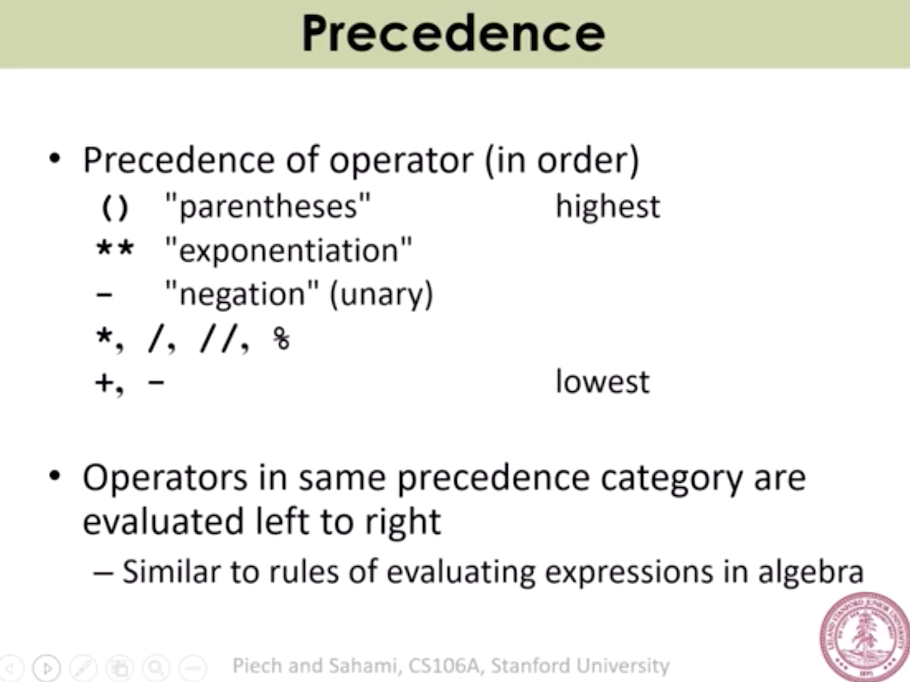 Precedence
• Precedence of operator (in order)
() "parentheses" highest
** "exponentiation"
- "negation" (unary)
*, /, //, %
+, - lowest
• Operators in same precedence category are
evaluated left to right
– Similar to rules of evaluating expressions in algebra
Piech and Sahami, CS106A, Stanford University